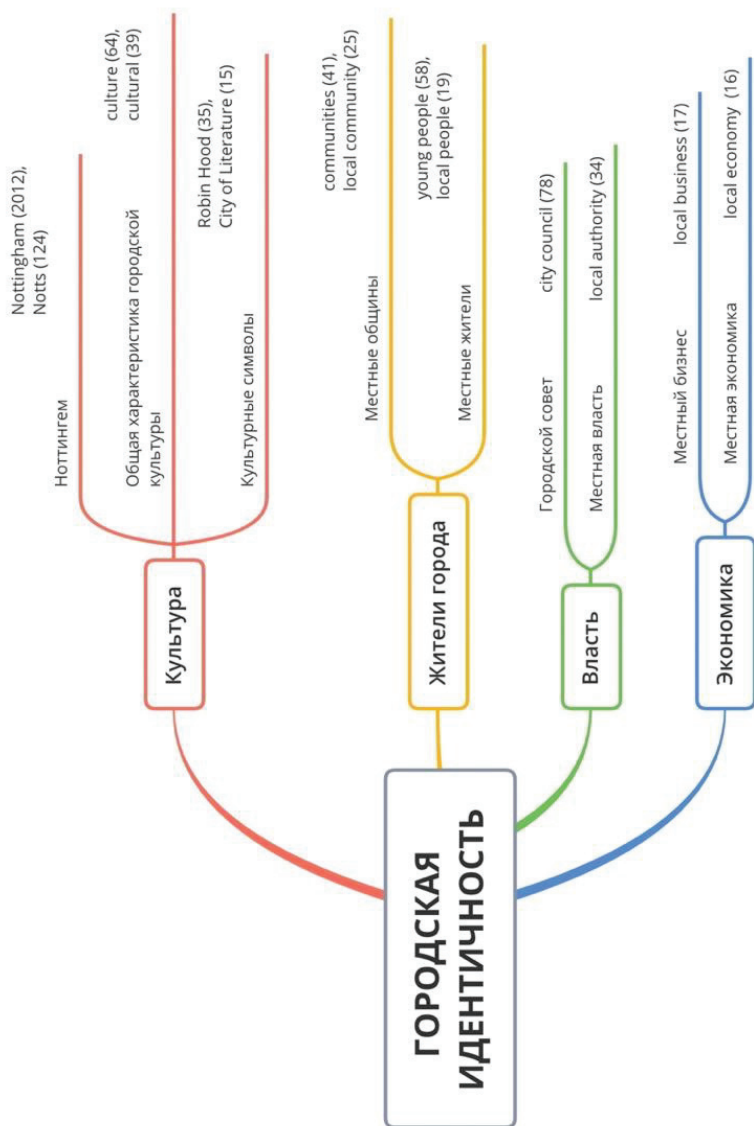 ГОРОДСКАЯ
ИДЕНТИЧНОСТЬ
Культура
Ноттингем
Nottingham (2012),
Notts (124)
Общая характеристика городской
культуры
culture (64),
cultural (39)
Культурные символы
Robin Hood (35),
City of Literature (15)
Жители города
Местные общины
communities (41),
local community (25)
Местные жители
young people (58),
local people (19)
Власть
Городской совет
city council (78)
Местная власть
local authority (34)
Экономика
Местный бизнес
local business (17)
Местная экономика
local economy (16)